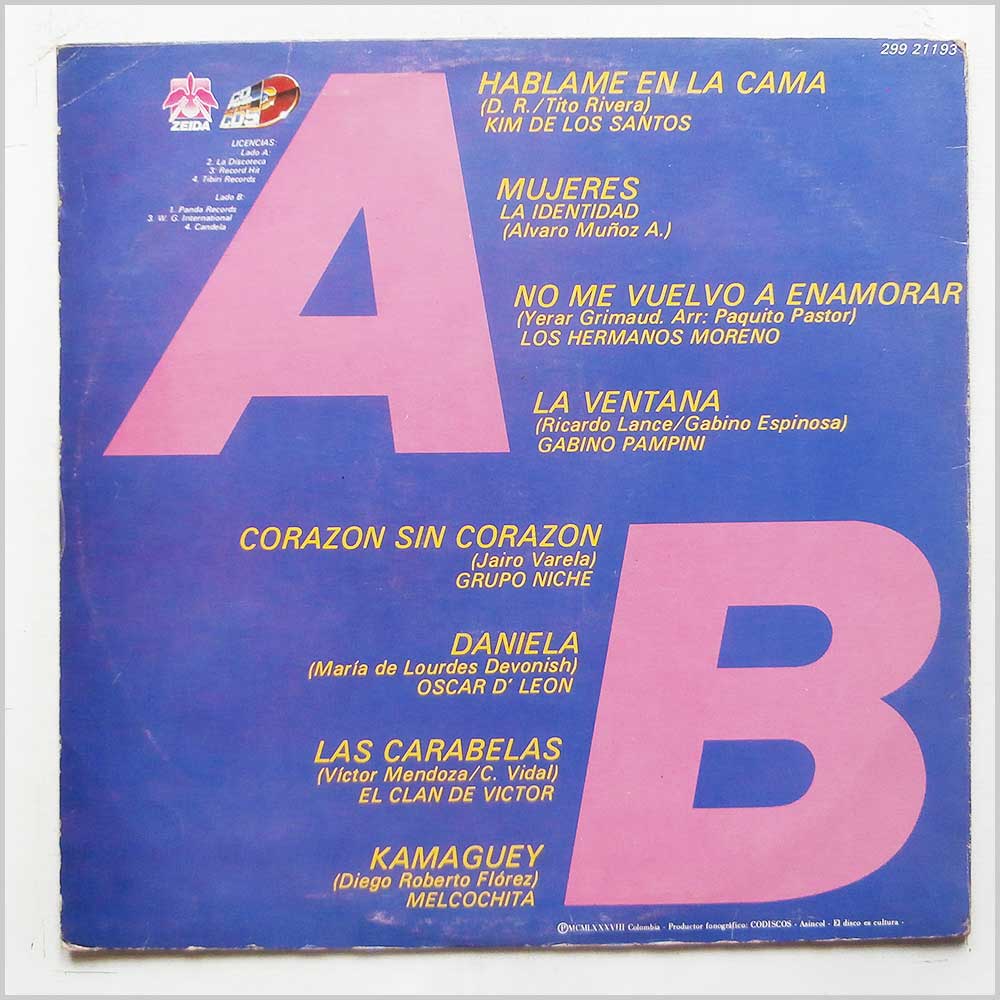 299 21193
ZEIDA
CODISCOS
LICENCIAS:
Lado A:
2. La Discoteca
3. Record Hit
4. Tibiri Records
Lado B:
1. Panda Records
3. W. G. International
4. Candela
A
HABLAME EN LA CAMA
(D. R./Tito Rivera)
KIM DE LOS SANTOS
MUJERES
LA IDENTIDAD
(Alvaro Muñoz A.)
NO ME VUELVO A ENAMORAR
(Yerar Grimaud. Arr: Paquito Pastor)
LOS HERMANOS MORENO
LA VENTANA
(Ricardo Lance/Gabino Espinosa)
GABINO PAMPINI
B
CORAZON SIN CORAZON
(Jairo Varela)
GRUPO NICHE
DANIELA
(María de Lourdes Devonish)
OSCAR D' LEON
LAS CARABELAS
(Víctor Mendoza/C. Vidal)
EL CLAN DE VICTOR
KAMAGUEY
(Diego Roberto Flórez)
MELCOCHITA
ⓅMCMLXXXVIII Colombia - Productor fonográfico: CODISCOS - Asincol - El disco es cultura -